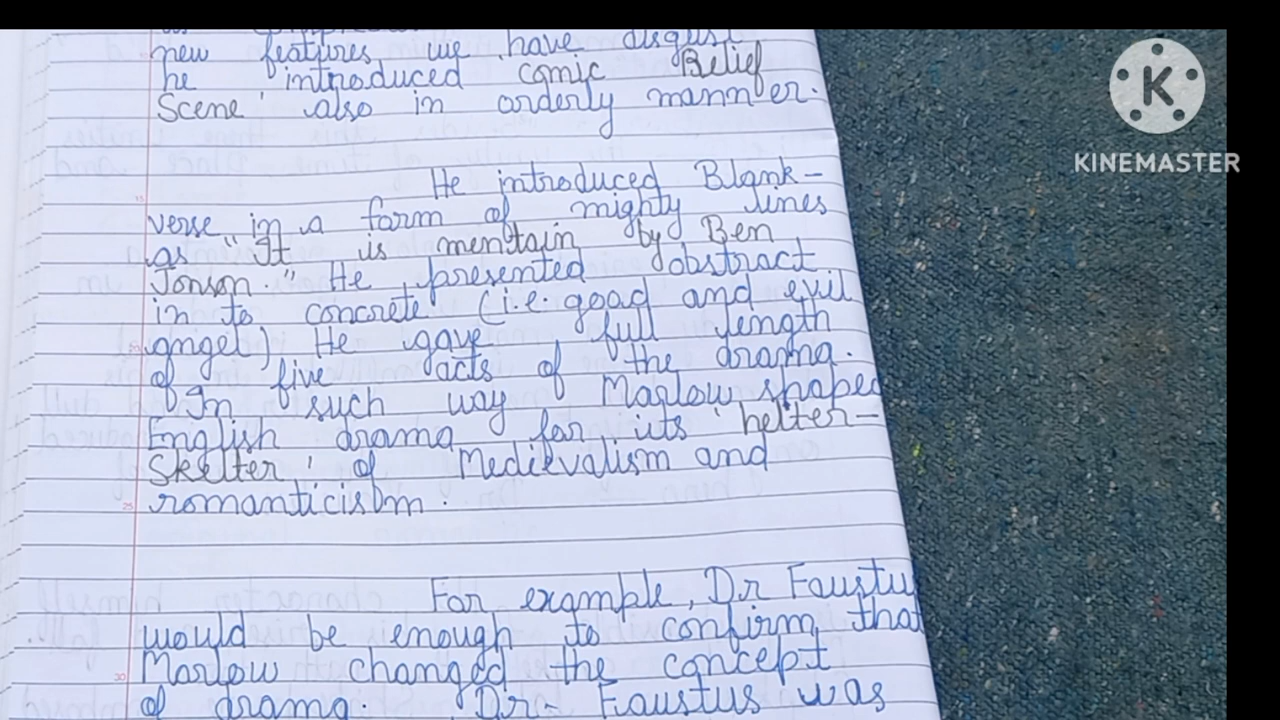 new features we have disgust
he introduced comic Belief
Scene' also in orderly manner.
He introduced Blank-
verse in a form of mighty lines
as "It is mentain by Ben
Jonson." He presented abstract
in to concrete (i.e. good and evil
angel) He gave full length
of five acts of the drama.
In such way of Marlow shaped
English drama for its 'helter-
Skelter' of Medievalism and
romanticism.
For example, Dr Faustus
would be enough to confirm that
Marlow changed the concept
of drama. Dr- Faustus was
KINEMASTER